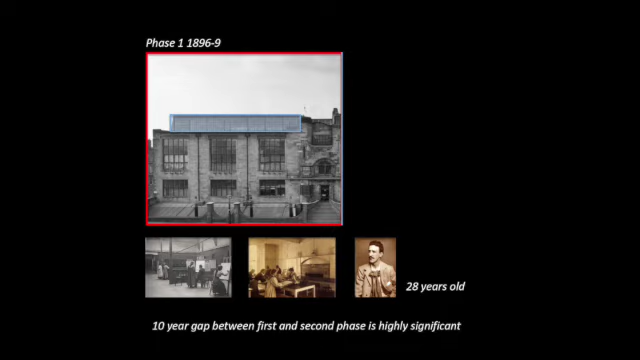 Phase 1 1896-9
28 years old
10 year gap between first and second phase is highly significant